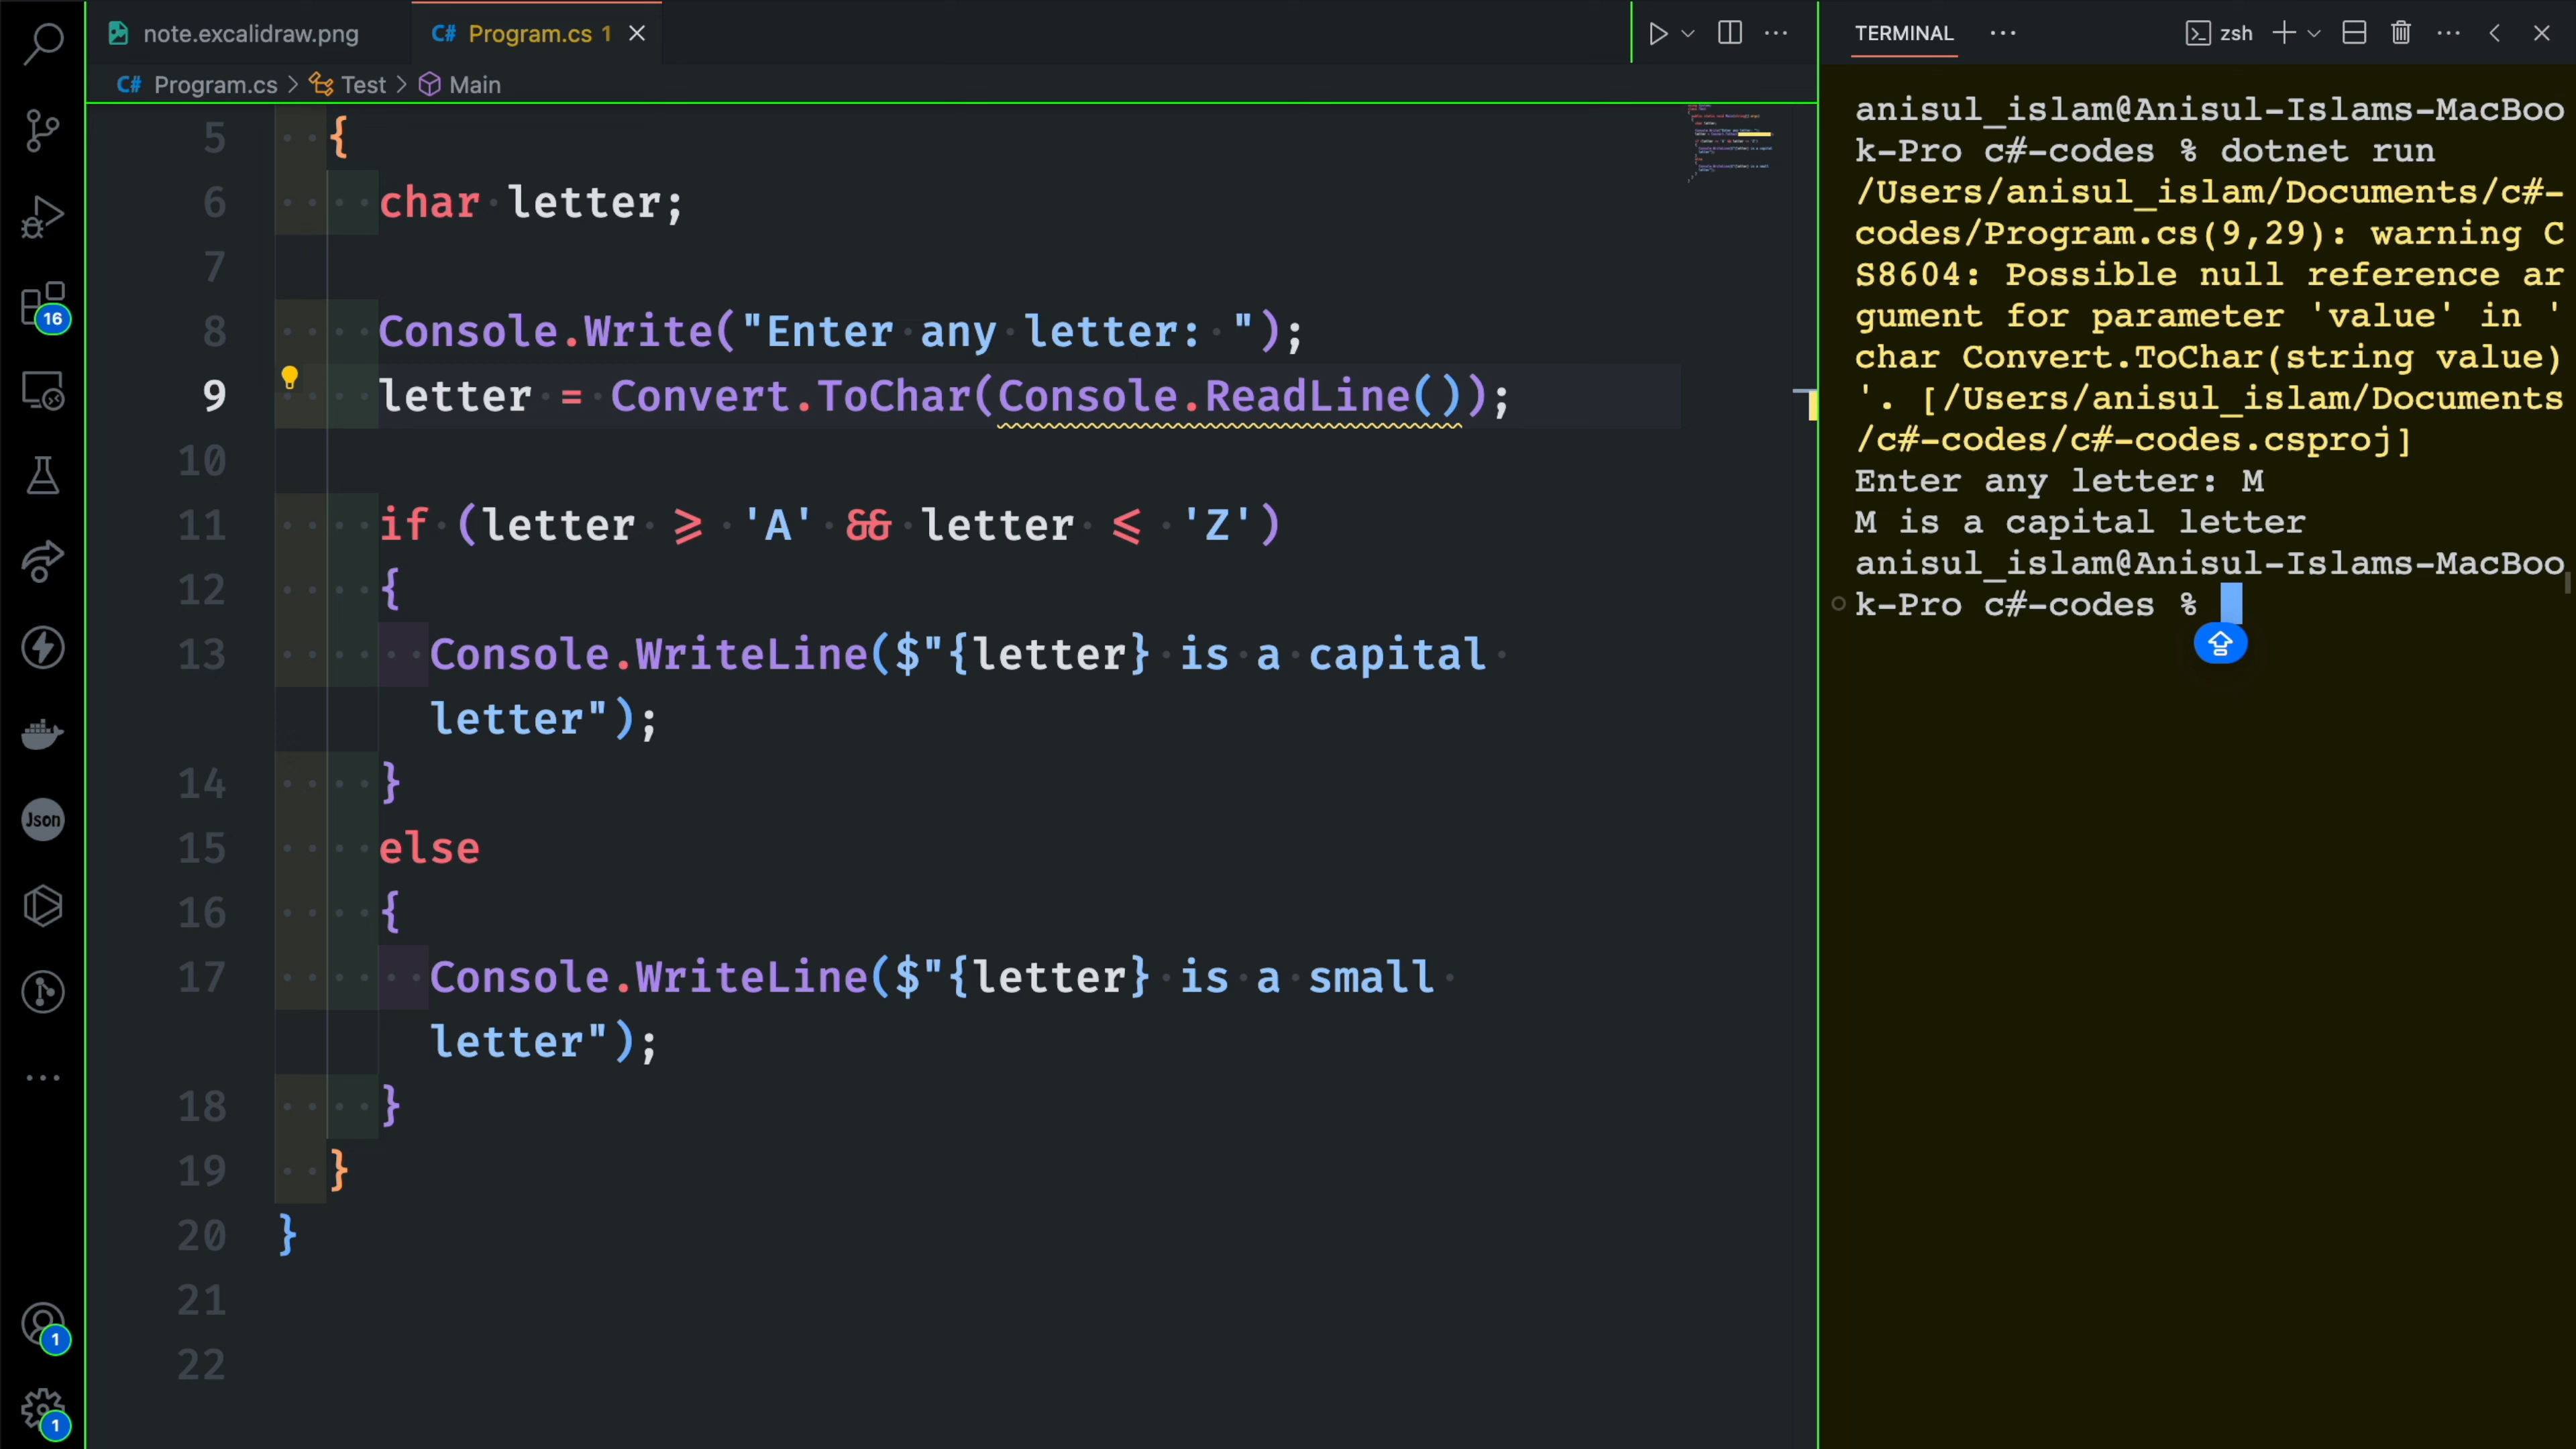 note.excalidraw.png
C# Program.cs 1
TERMINAL
zsh
C# Program.cs > Test > Main
5 {
6 char letter;
7
8 Console.Write("Enter any letter: ");
9 letter = Convert.ToChar(Console.ReadLine());
10
11 if (letter >= 'A' && letter <= 'Z')
12 {
13 Console.WriteLine($"{letter} is a capital
letter");
14 }
15 else
16 {
17 Console.WriteLine($"{letter} is a small
letter");
18 }
19 }
20 }
21
22
anisul_islam@Anisul-Islams-MacBoo
k-Pro c#-codes % dotnet run
/Users/anisul_islam/Documents/c#-
codes/Program.cs(9,29): warning C
S8604: Possible null reference ar
gument for parameter 'value' in '
char Convert.ToChar(string value)
'. [/Users/anisul_islam/Documents
/c#-codes/c#-codes.csproj]
Enter any letter: M
M is a capital letter
anisul_islam@Anisul-Islams-MacBoo
k-Pro c#-codes %
16
Json
1
1